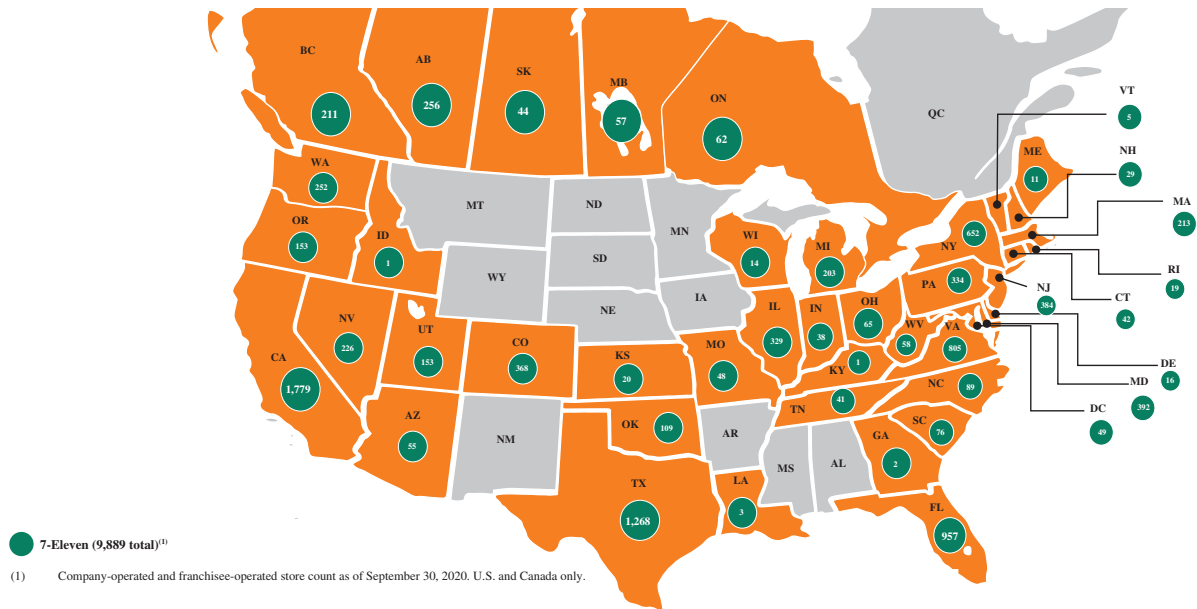 BC
211
AB
256
SK
44
MB
57
ON
62
QC
VT
5
NH
29
ME
11
MA
213
WA
252
OR
153
ID
1
MT
ND
MN
WI
14
MI
203
NY
652
RI
19
WY
SD
IA
PA
334
NJ
384
CT
42
NE
NV
226
UT
153
CO
368
KS
20
MO
48
IL
329
IN
38
OH
65
WV
58
VA
805
KY
1
DE
16
MD
392
DC
49
CA
1,779
AZ
55
NM
OK
109
AR
TN
41
NC
89
SC
76
MS
AL
GA
2
TX
1,268
LA
3
FL
957
7-Eleven (9,889 total)(1)
(1) Company-operated and franchisee-operated store count as of September 30, 2020. U.S. and Canada only.